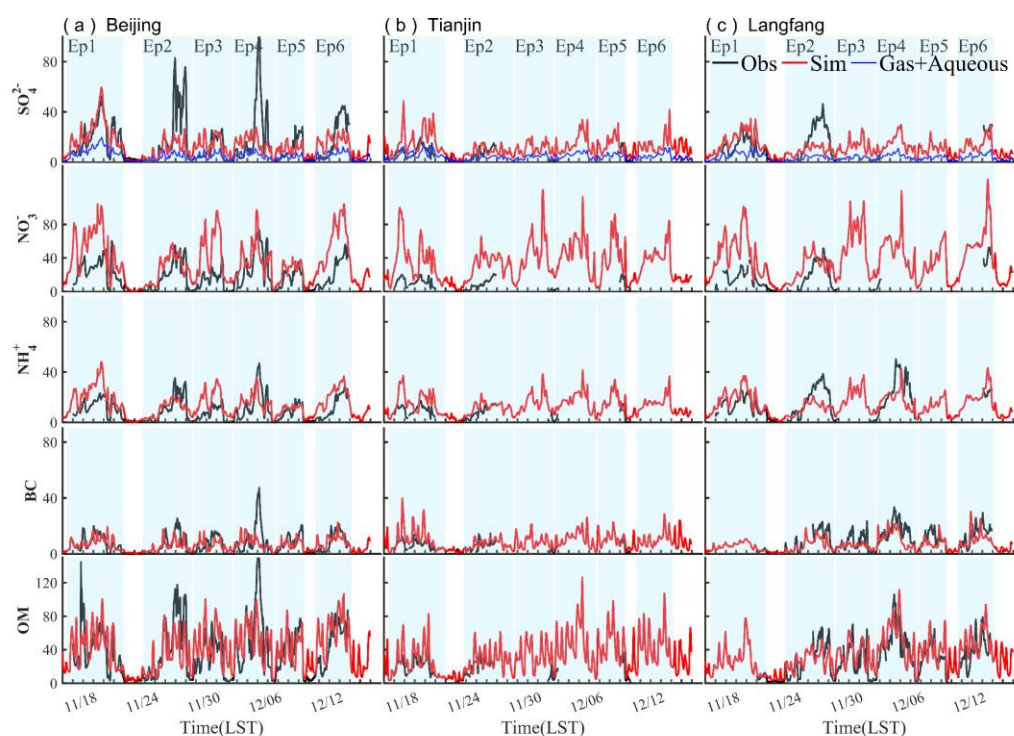 ( a ) Beijing
( b ) Tianjin
( c ) Langfang
Ep1 Ep2 Ep3 Ep4 Ep5 Ep6
Ep1 Ep2 Ep3 Ep4 Ep5 Ep6
Ep1 Ep2 Ep3 Ep4 Ep5 Ep6
Obs Sim Gas+Aqueous
SO₄²⁻
80
40
0
NO₃⁻
80
40
0
NH₄⁺
80
40
0
BC
80
40
0
OM
120
80
40
0
11/18 11/24 11/30 12/06 12/12
11/18 11/24 11/30 12/06 12/12
11/18 11/24 11/30 12/06 12/12
Time(LST)
Time(LST)
Time(LST)